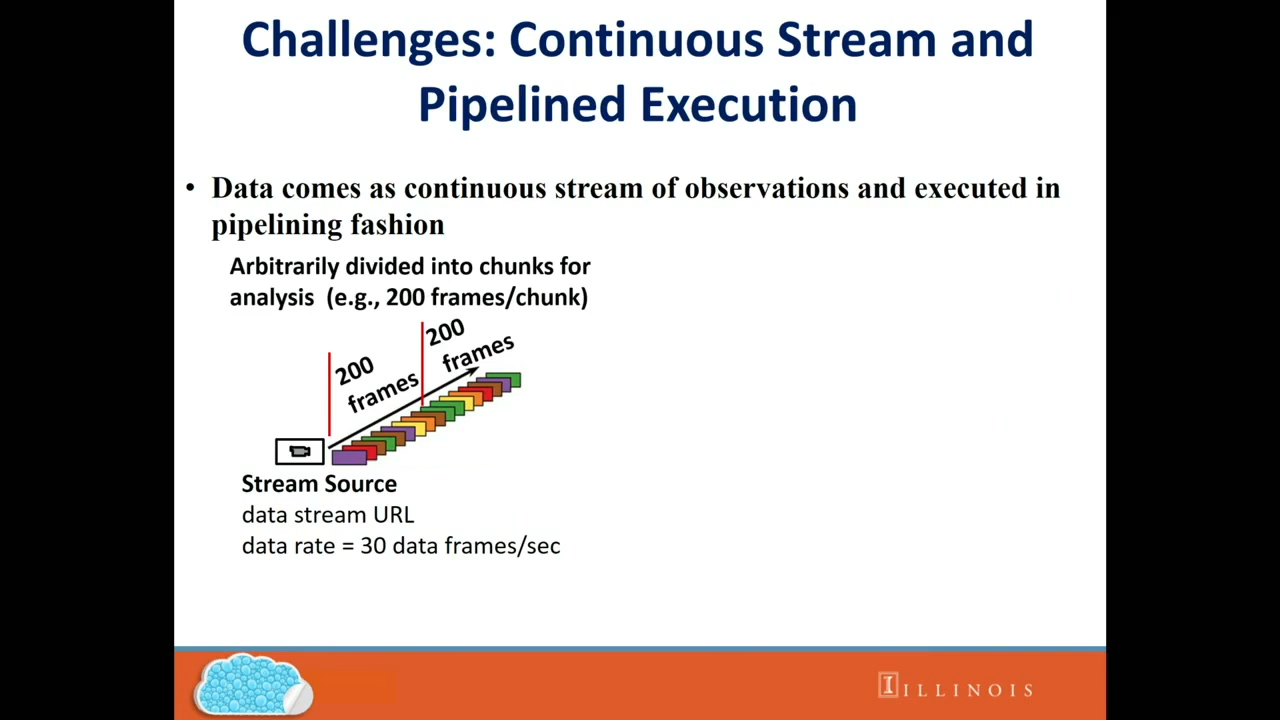 Challenges: Continuous Stream and
Pipelined Execution
• Data comes as continuous stream of observations and executed in
pipelining fashion
Arbitrarily divided into chunks for
analysis (e.g., 200 frames/chunk)
200
frames
200
frames
Stream Source
data stream URL
data rate = 30 data frames/sec
I ILLINOIS